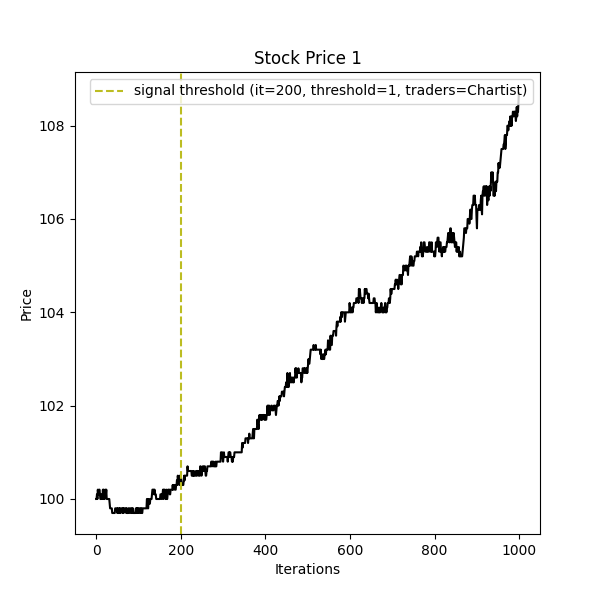 Stock Price 1
signal threshold (it=200, threshold=1, traders=Chartist)
108
106
104
102
100
Price
0 200 400 600 800 1000
Iterations